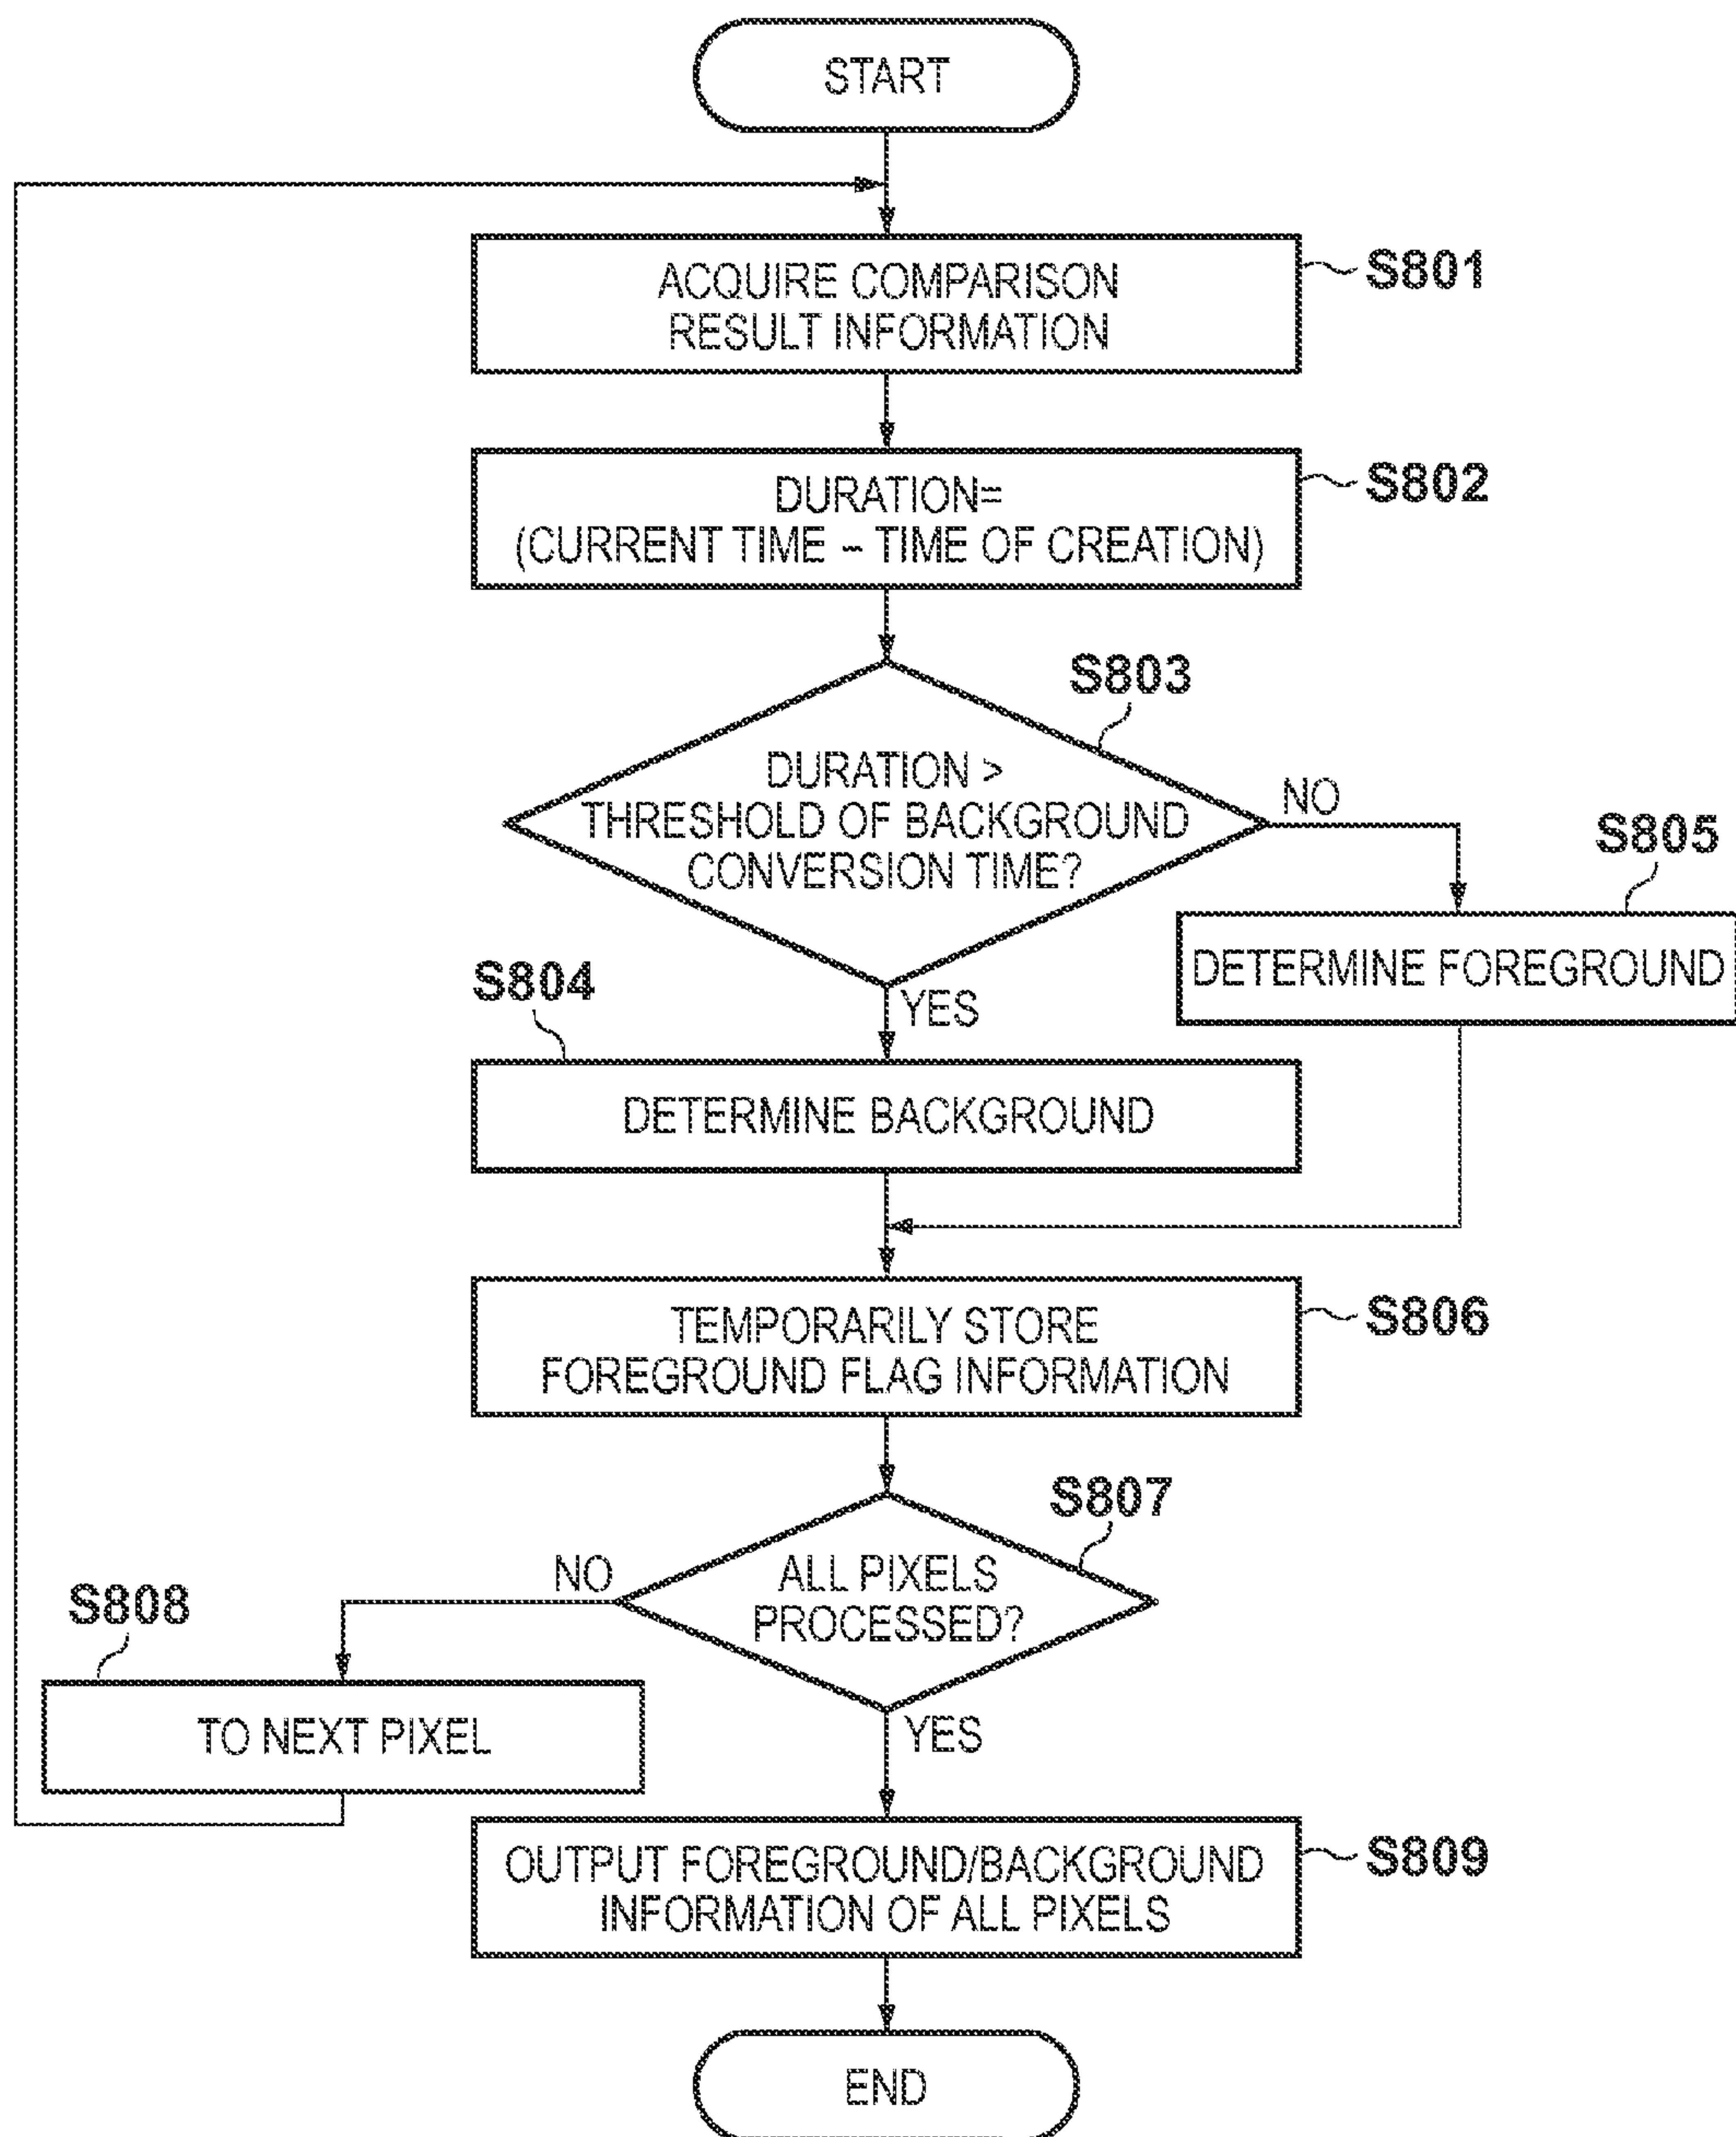 START
ACQUIRE COMPARISON
RESULT INFORMATION
S801
DURATION=
(CURRENT TIME – TIME OF CREATION)
S802
S803
DURATION >
THRESHOLD OF BACKGROUND
CONVERSION TIME?
NO
YES
S805
DETERMINE FOREGROUND
S804
DETERMINE BACKGROUND
TEMPORARILY STORE
FOREGROUND FLAG INFORMATION
S806
S807
ALL PIXELS
PROCESSED?
NO
YES
S808
TO NEXT PIXEL
OUTPUT FOREGROUND/BACKGROUND
INFORMATION OF ALL PIXELS
S809
END